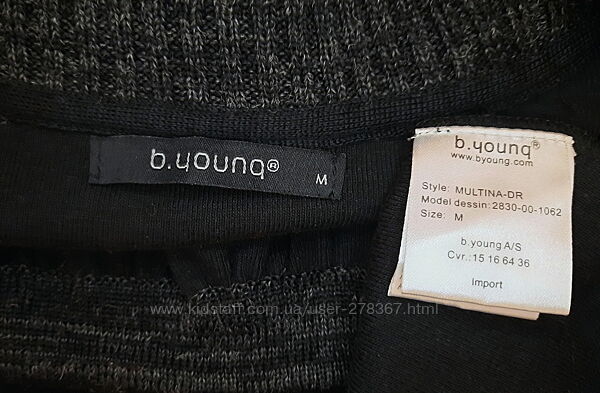 b.young®
M
b.young®
www.byoung.com
Style: MULTINA-DR
Model dessin: 2830-00-1062
Size: M
b.young A/S
Cvr.: 15 16 64 36
Import
www.kidstaff.com.ua/user-278367.html